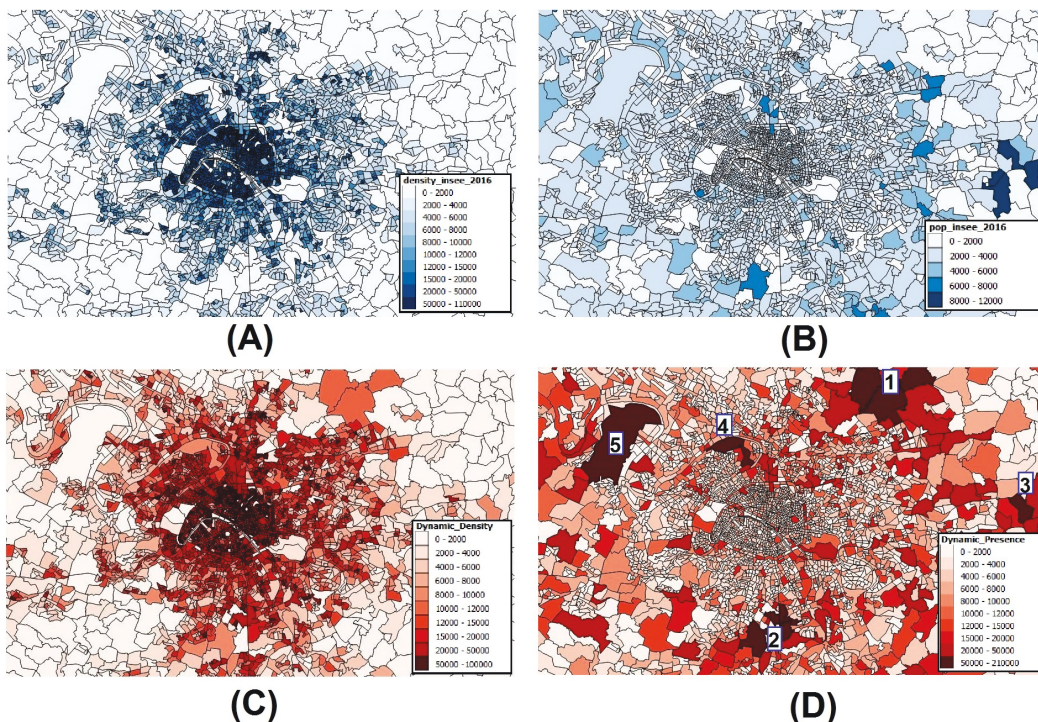 density_insee_2016
0 - 2000
2000 - 4000
4000 - 6000
6000 - 8000
8000 - 10000
10000 - 12000
12000 - 15000
15000 - 20000
20000 - 50000
50000 - 110000
(A)
pop_insee_2016
0 - 2000
2000 - 4000
4000 - 6000
6000 - 8000
8000 - 12000
(B)
Dynamic_Density
0 - 2000
2000 - 4000
4000 - 6000
6000 - 8000
8000 - 10000
10000 - 12000
12000 - 15000
15000 - 20000
20000 - 50000
50000 - 100000
(C)
1
4
5
3
2
Dynamic_Presence
0 - 2000
2000 - 4000
4000 - 6000
6000 - 8000
8000 - 10000
10000 - 12000
12000 - 15000
15000 - 20000
20000 - 50000
50000 - 210000
(D)